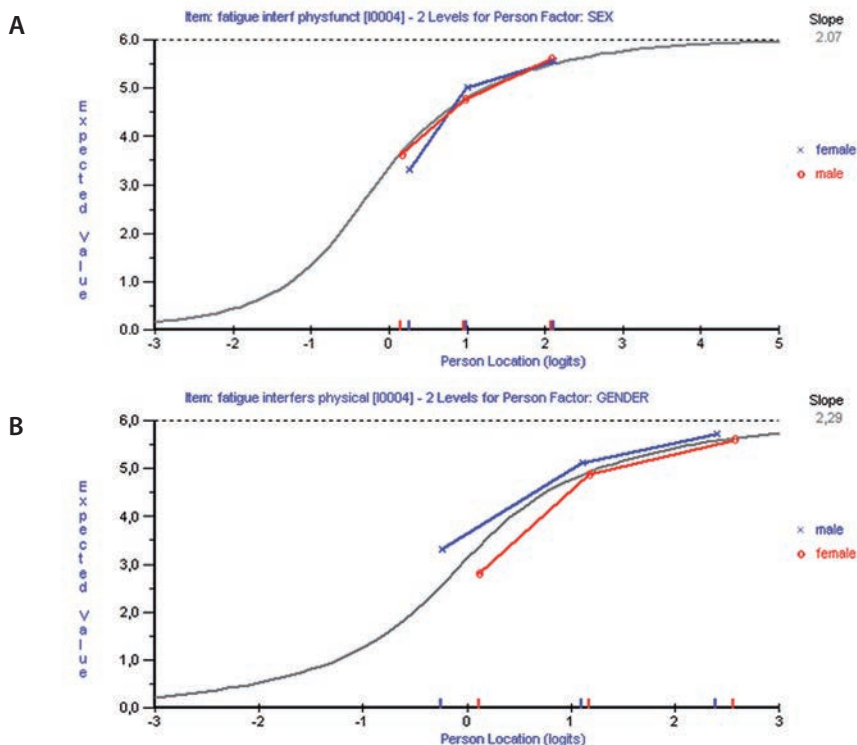 A
Item: fatigue interf physfunct [I0004] - 2 Levels for Person Factor: SEX
Slope
2.07
Expected Value
6.0
5.0
4.0
3.0
2.0
1.0
0.0
female
male
-3 -2 -1 0 1 2 3 4 5
Person Location (logits)
B
Item: fatigue interfers physical [I0004] - 2 Levels for Person Factor: GENDER
Slope
2,29
Expected Value
6,0
5,0
4,0
3,0
2,0
1,0
0,0
male
female
-3 -2 -1 0 1 2 3
Person Location (logits)